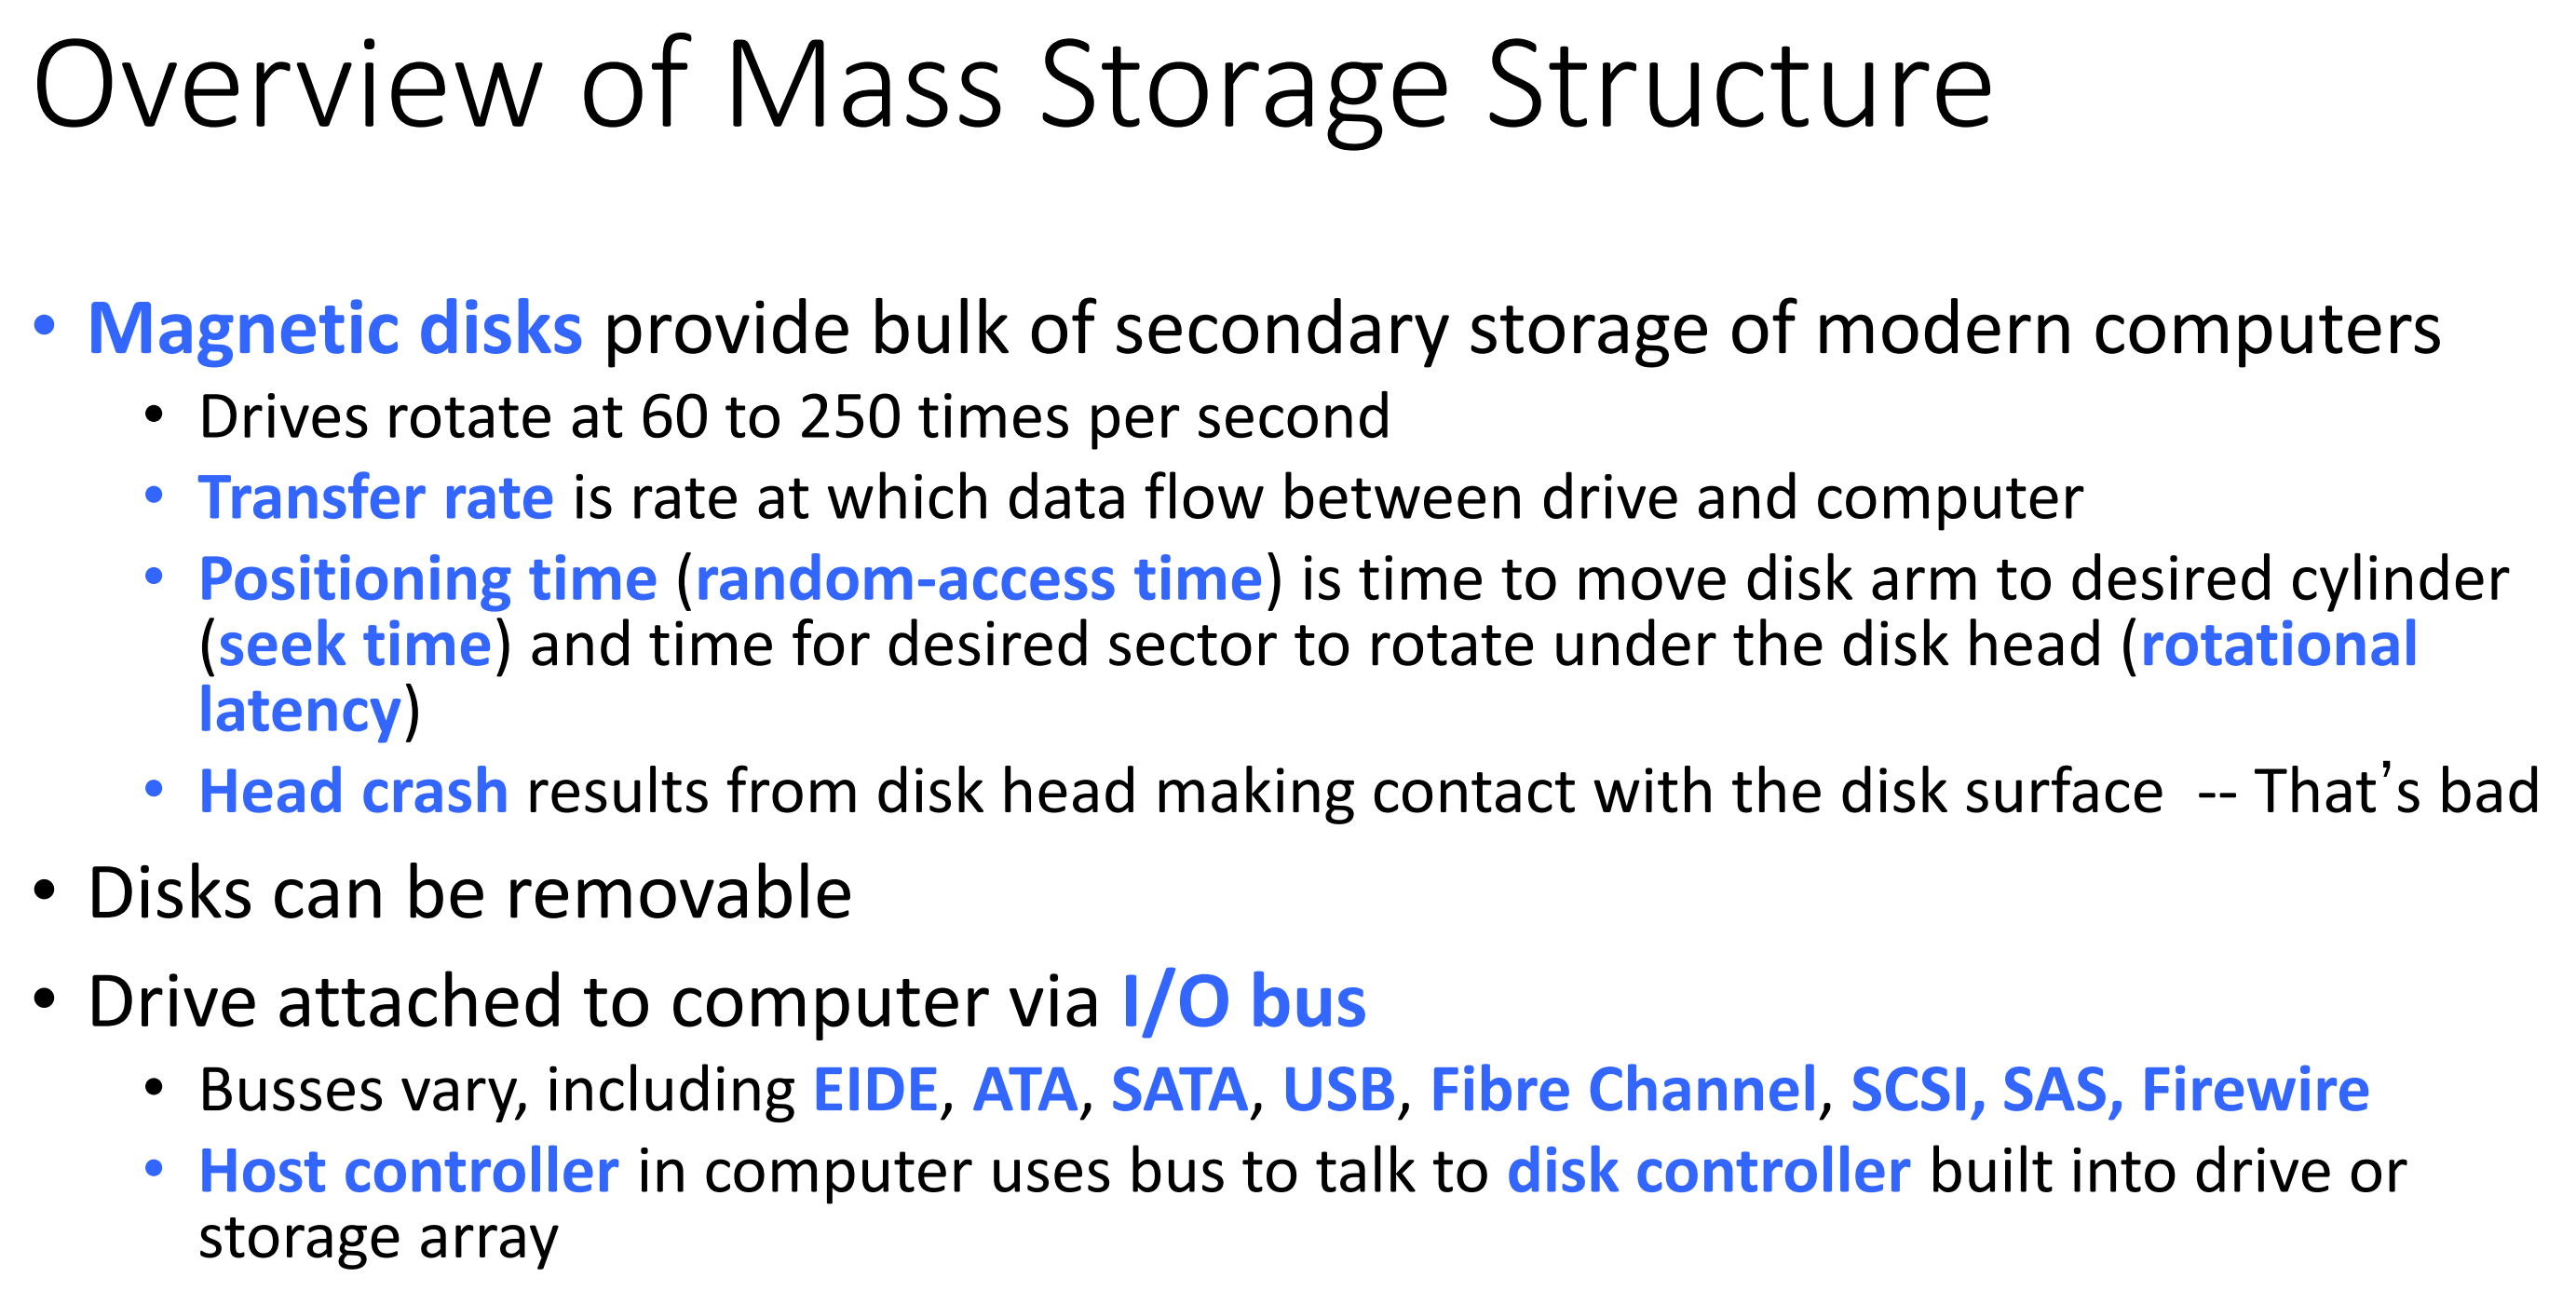 Overview of Mass Storage Structure
• Magnetic disks provide bulk of secondary storage of modern computers
• Drives rotate at 60 to 250 times per second
• Transfer rate is rate at which data flow between drive and computer
• Positioning time (random-access time) is time to move disk arm to desired cylinder
(seek time) and time for desired sector to rotate under the disk head (rotational
latency)
• Head crash results from disk head making contact with the disk surface  -- That’s bad
• Disks can be removable
• Drive attached to computer via I/O bus
• Busses vary, including EIDE, ATA, SATA, USB, Fibre Channel, SCSI, SAS, Firewire
• Host controller in computer uses bus to talk to disk controller built into drive or
storage array